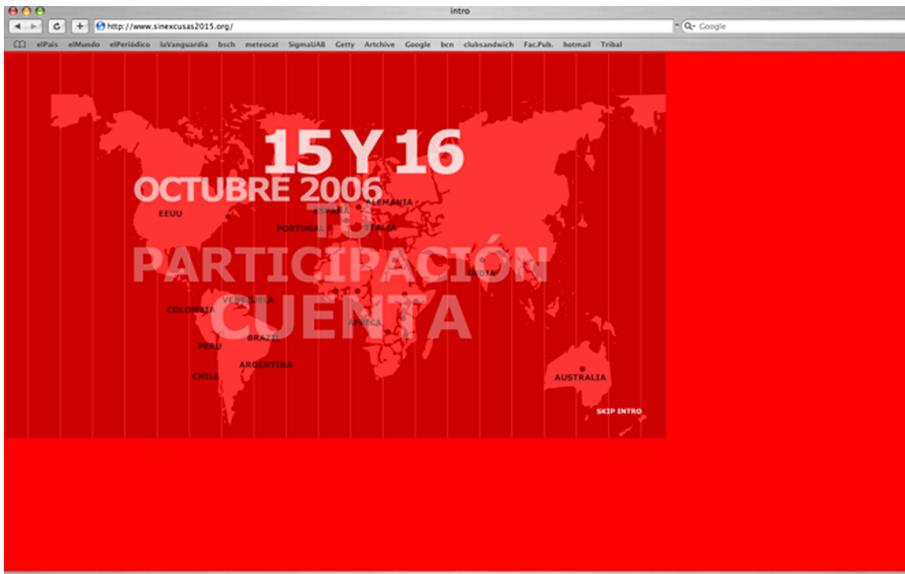 intro
http://www.sinexcusas2015.org/
Google
elPais elMundo elPeriódico laVanguardia bsch meteocat SigmaUAB Getty Artchive Google bcn clubsandwich Fac.Pub. hotmail Tribal
15 Y 16
OCTUBRE 2006
ALEMANIA
EEUU
ESPAÑA
TU
PORTUGAL
ITALIA
PARTICIPACIÓN
INDIA
VENEZUELA
COLOMBIA
CUENTA
AFRICA
BRAZIL
PERU
ARGENTINA
CHILE
AUSTRALIA
SKIP INTRO